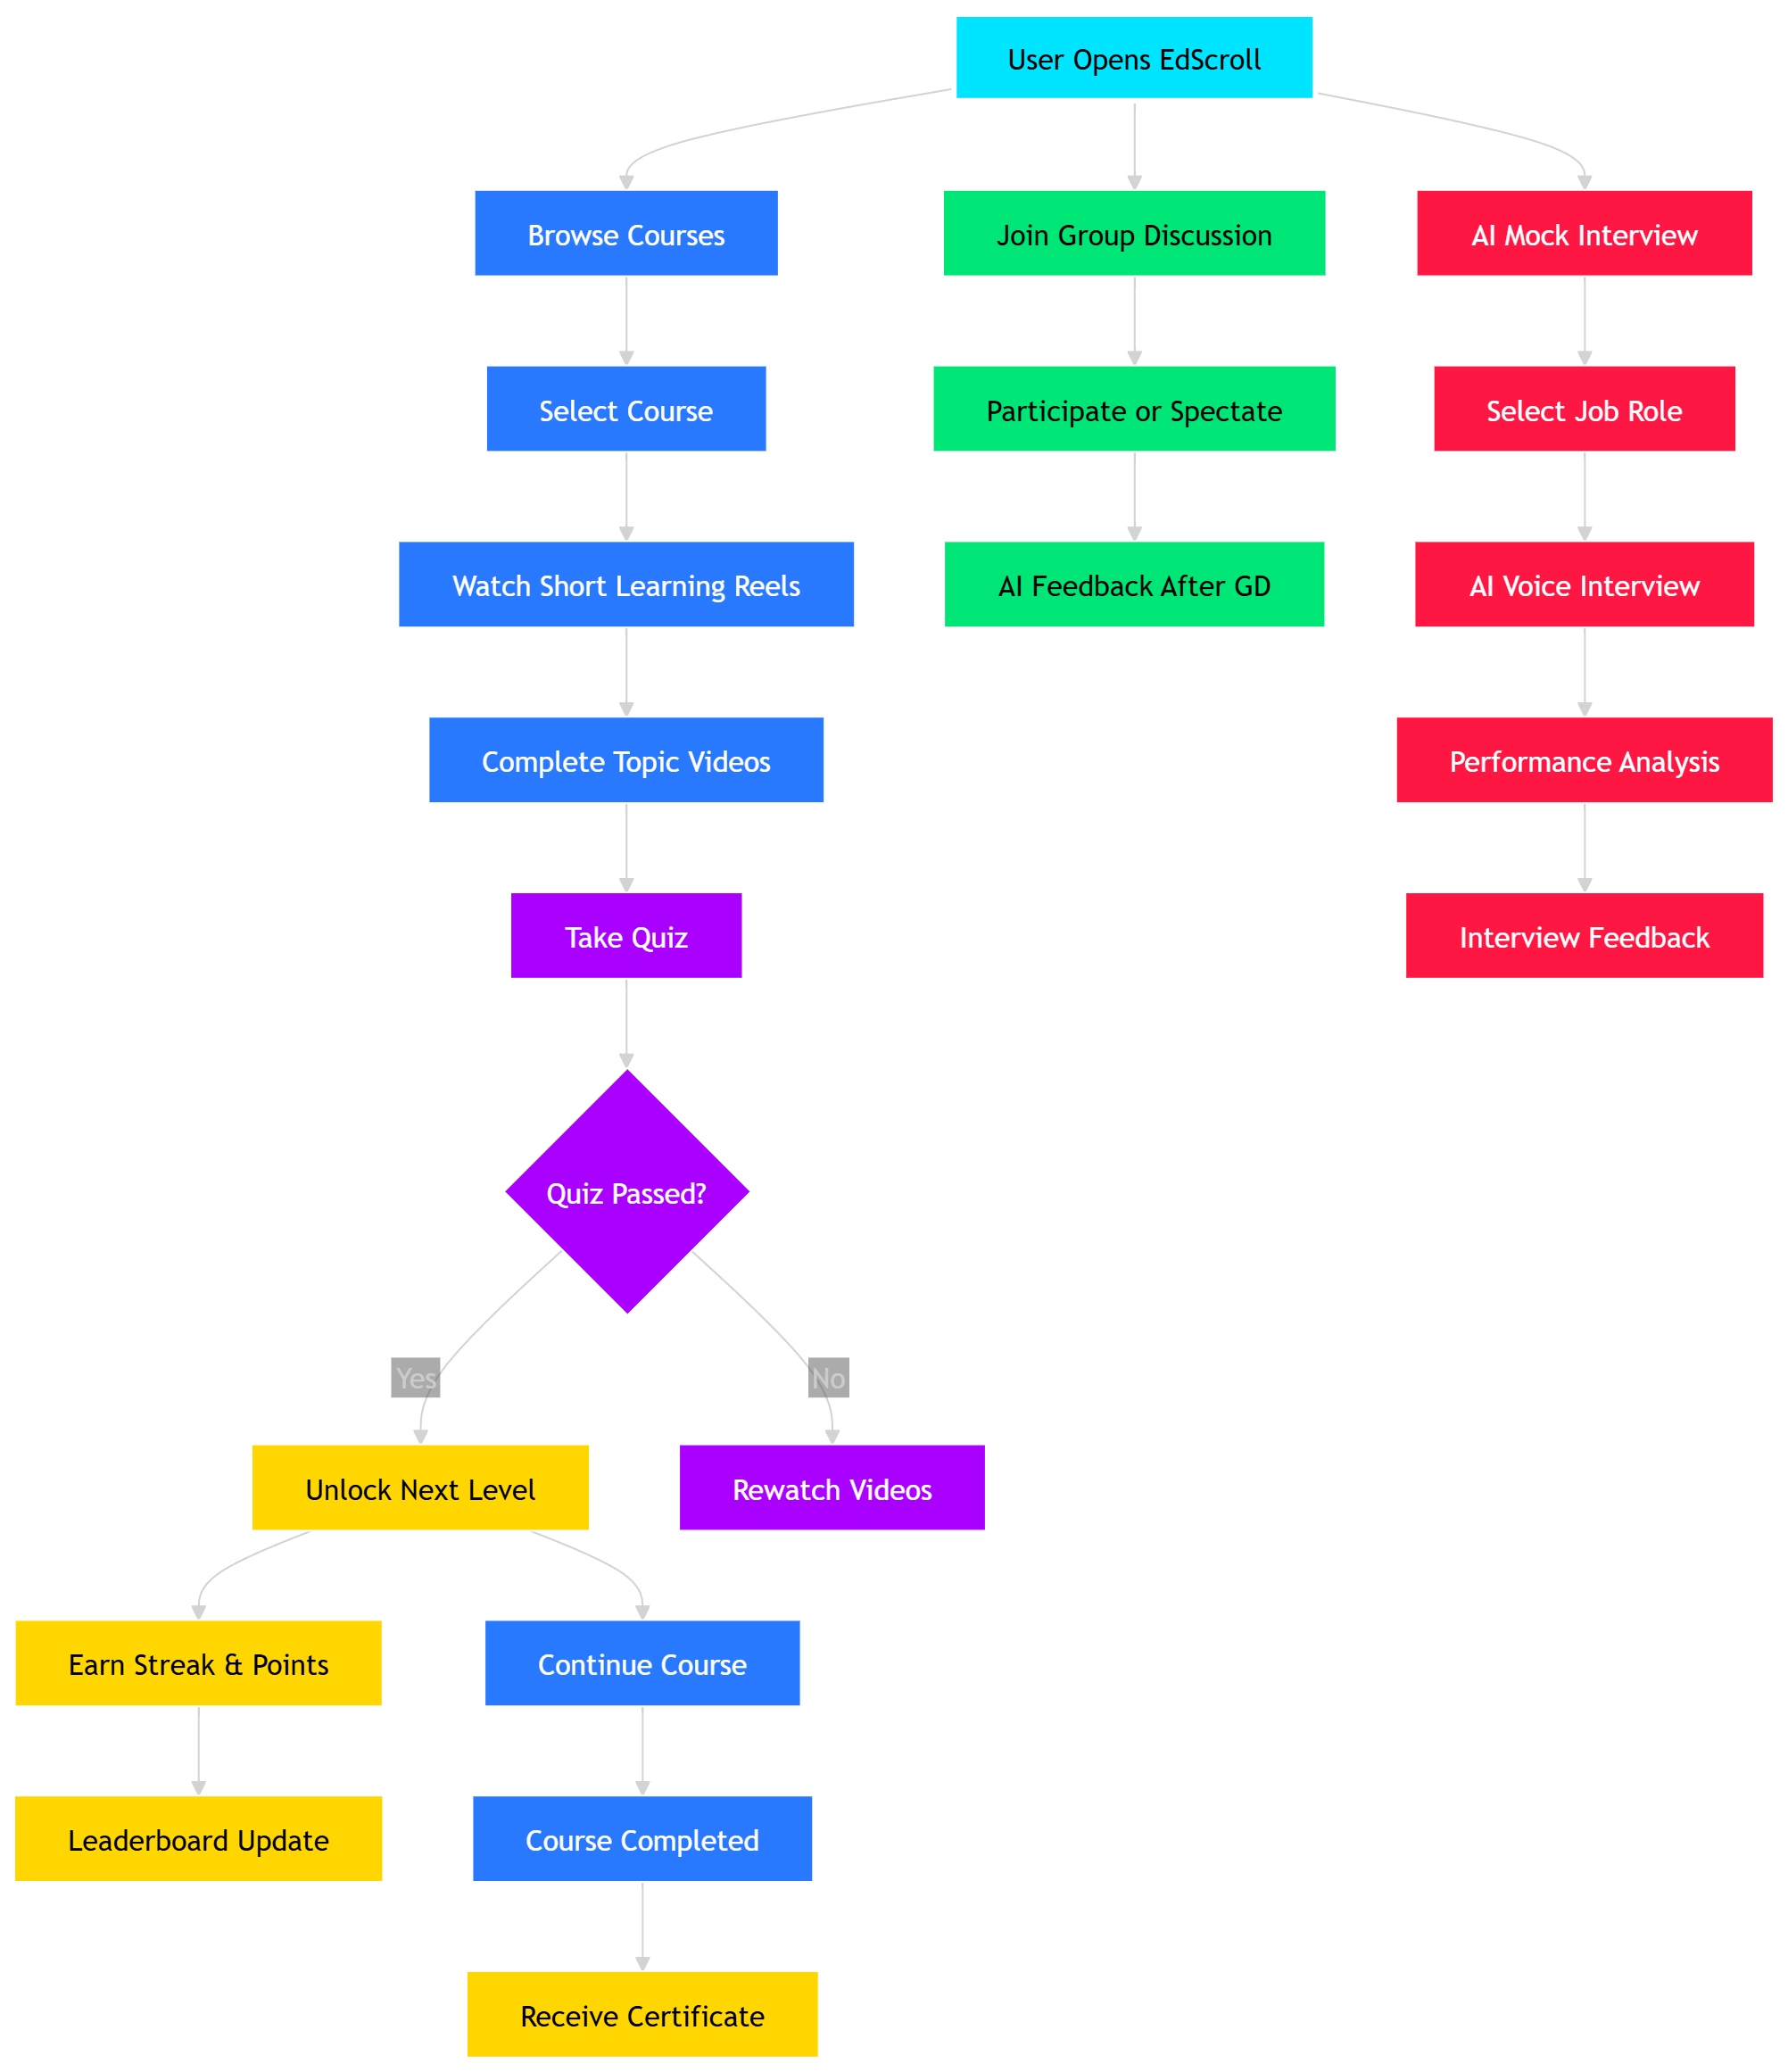 User Opens EdScroll
Browse Courses
Join Group Discussion
AI Mock Interview
Select Course
Participate or Spectate
Select Job Role
Watch Short Learning Reels
AI Feedback After GD
AI Voice Interview
Complete Topic Videos
Performance Analysis
Take Quiz
Interview Feedback
Quiz Passed?
Yes
No
Unlock Next Level
Rewatch Videos
Earn Streak & Points
Continue Course
Leaderboard Update
Course Completed
Receive Certificate